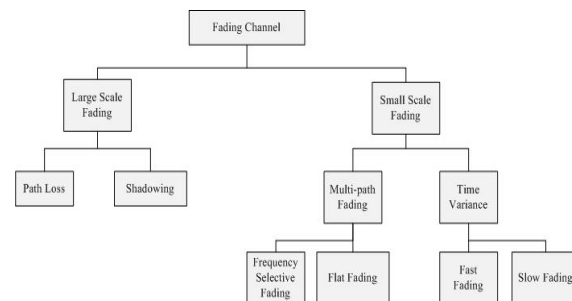 Fading Channel
Large Scale
Fading
Small Scale
Fading
Path Loss
Shadowing
Multi-path
Fading
Time
Variance
Frequency
Selective
Fading
Flat Fading
Fast
Fading
Slow Fading